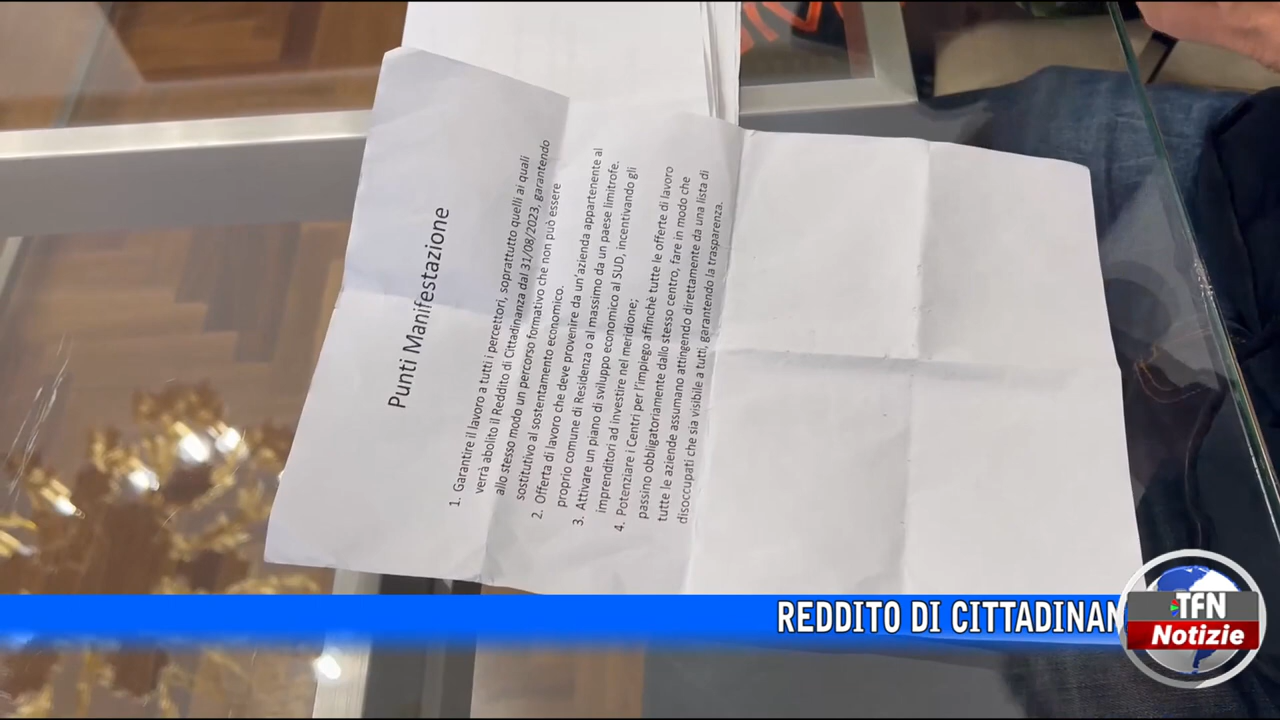 Punti Manifestazione
1. Garantire il lavoro a tutti i percettori, soprattutto quelli ai quali
verrà abolito il Reddito di Cittadinanza dal 31/08/2023, garantendo
allo stesso modo un percorso formativo che non può essere
sostitutivo al sostentamento economico.
2. Offerta di lavoro che deve provenire da un'azienda appartenente al
proprio comune di Residenza o al massimo da un paese limitrofe.
3. Attivare un piano di sviluppo economico al SUD, incentivando gli
imprenditori ad investire nel meridione;
4. Potenziare i Centri per l'impiego affinchè tutte le offerte di lavoro
passino obbligatoriamente dallo stesso centro, fare in modo che
tutte le aziende assumano attingendo direttamente da una lista di
disoccupati che sia visibile a tutti, garantendo la trasparenza.
REDDITO DI CITTADINAN
TFN
Notizie